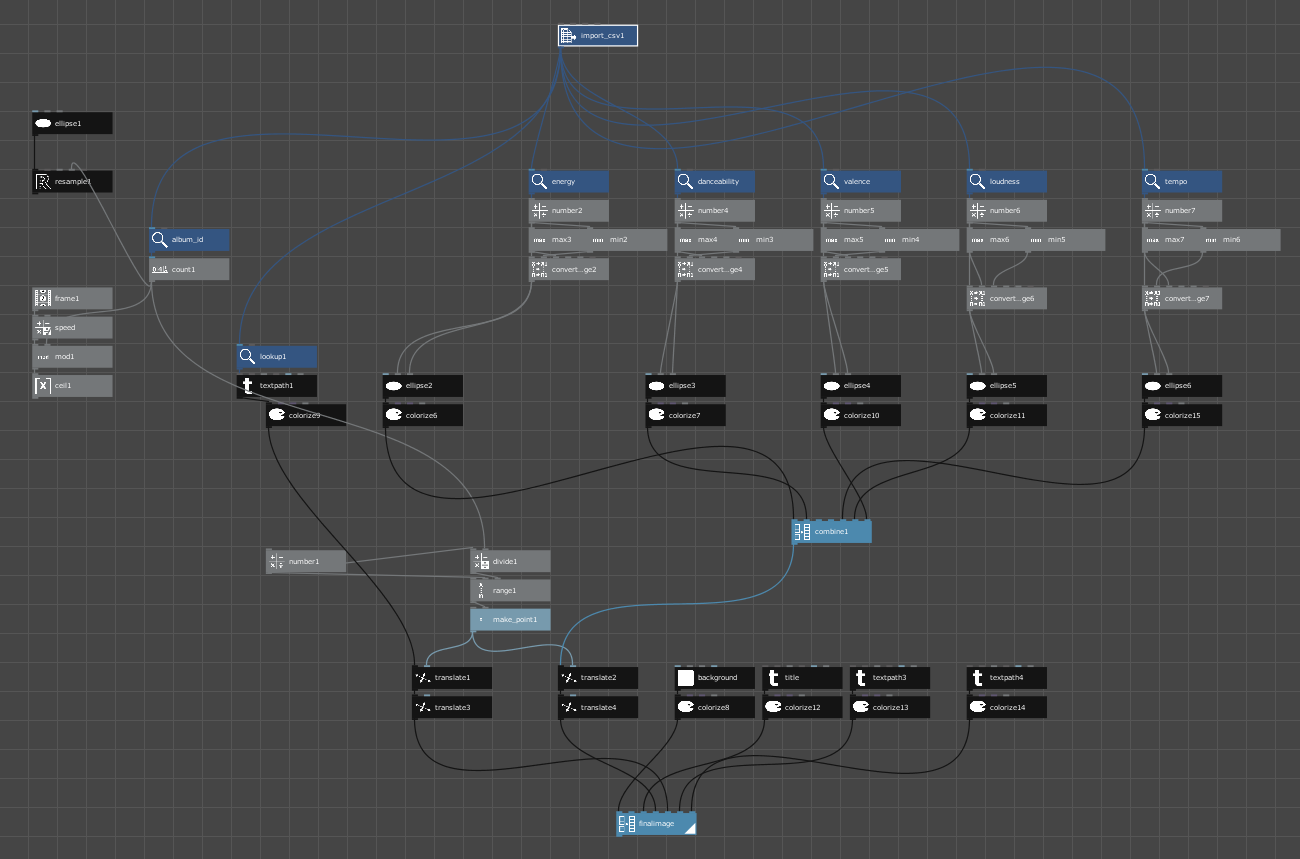 import_csv1
ellipse1
resample1
energy
danceability
valence
loudness
tempo
number2
number4
number5
number6
number7
album_id
max3
min2
max4
min3
max5
min4
max6
min5
max7
min6
count1
convert...ge2
convert...ge4
convert...ge5
frame1
convert...ge6
convert...ge7
speed
mod1
lookup1
ceil1
textpath1
ellipse2
ellipse3
ellipse4
ellipse5
ellipse6
colorize6
colorize7
colorize10
colorize11
colorize15
combine1
number1
divide1
range1
make_point1
translate1
translate2
background
title
textpath3
textpath4
translate3
translate4
colorize8
colorize12
colorize13
colorize14
finalimage